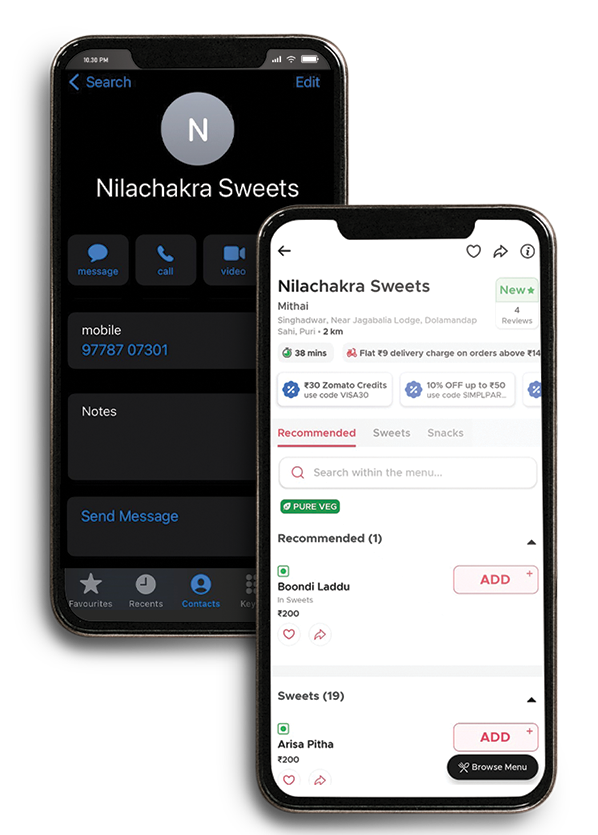 10.30 PM
Search
Edit
N
Nilachakra Sweets
message
call
video
mobile
97787 07301
Notes
Send Message
Favourites
Recents
Contacts
Key
Nilachakra Sweets
Mithai
Singhadwar, Near Jagabalia Lodge, Dolamandap
Sahi, Puri • 2 km
New★
4
Reviews
38 mins
Flat ₹9 delivery charge on orders above ₹14
₹30 Zomato Credits
use code VISA30
10% OFF up to ₹50
use code SIMPLPAR...
Recommended
Sweets
Snacks
Search within the menu...
PURE VEG
Recommended (1)
Boondi Laddu
In Sweets
₹200
ADD +
Sweets (19)
Arisa Pitha
₹200
ADD +
Browse Menu